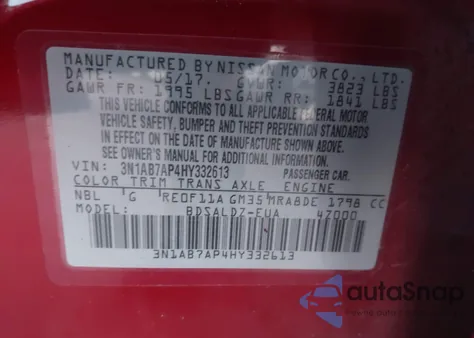 MANUFACTURED BY NISSAN MOTOR CO., LTD.
DATE: 05/17. GVWR: 3823 LBS
GAWR FR: 1995 LBS GAWR RR: 1841 LBS
THIS VEHICLE CONFORMS TO ALL APPLICABLE FEDERAL MOTOR
VEHICLE SAFETY, BUMPER AND THEFT PREVENTION STANDARDS
IN EFFECT ON THE DATE OF MANUFACTURE SHOWN ABOVE.
SEE OWNER'S MANUAL FOR ADDITIONAL INFORMATION.
VIN: 3N1AB7AP4HY332613 PASSENGER CAR.
COLOR TRIM TRANS AXLE ENGINE
NBL G RE0F11A GM35 MRA8DE 1798 CC
MODEL: BDSALDZ-EUA 4Z000
3N1AB7AP4HY332613
autoSnap